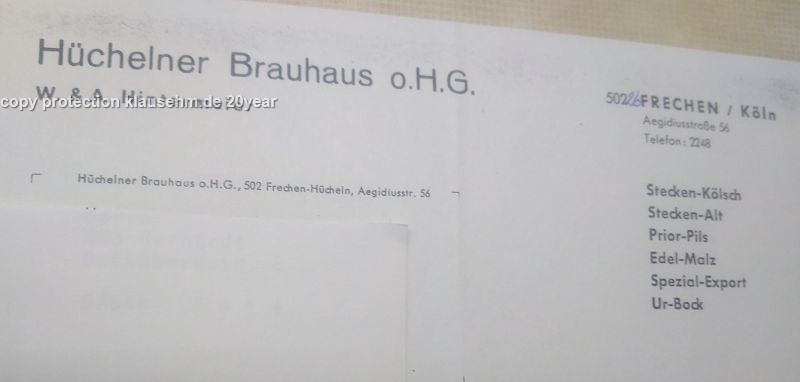 Hüchelner Brauhaus o.H.G.
W. & A.
copy protection klausehm.de 20year
50226 FRECHEN / Köln
Aegidiusstraße 56
Telefon: 2248
Hüchelner Brauhaus o.H.G., 502 Frechen-Hücheln, Aegidiusstr. 56
Stecken-Kölsch
Stecken-Alt
Prior-Pils
Edel-Malz
Spezial-Export
Ur-Bock